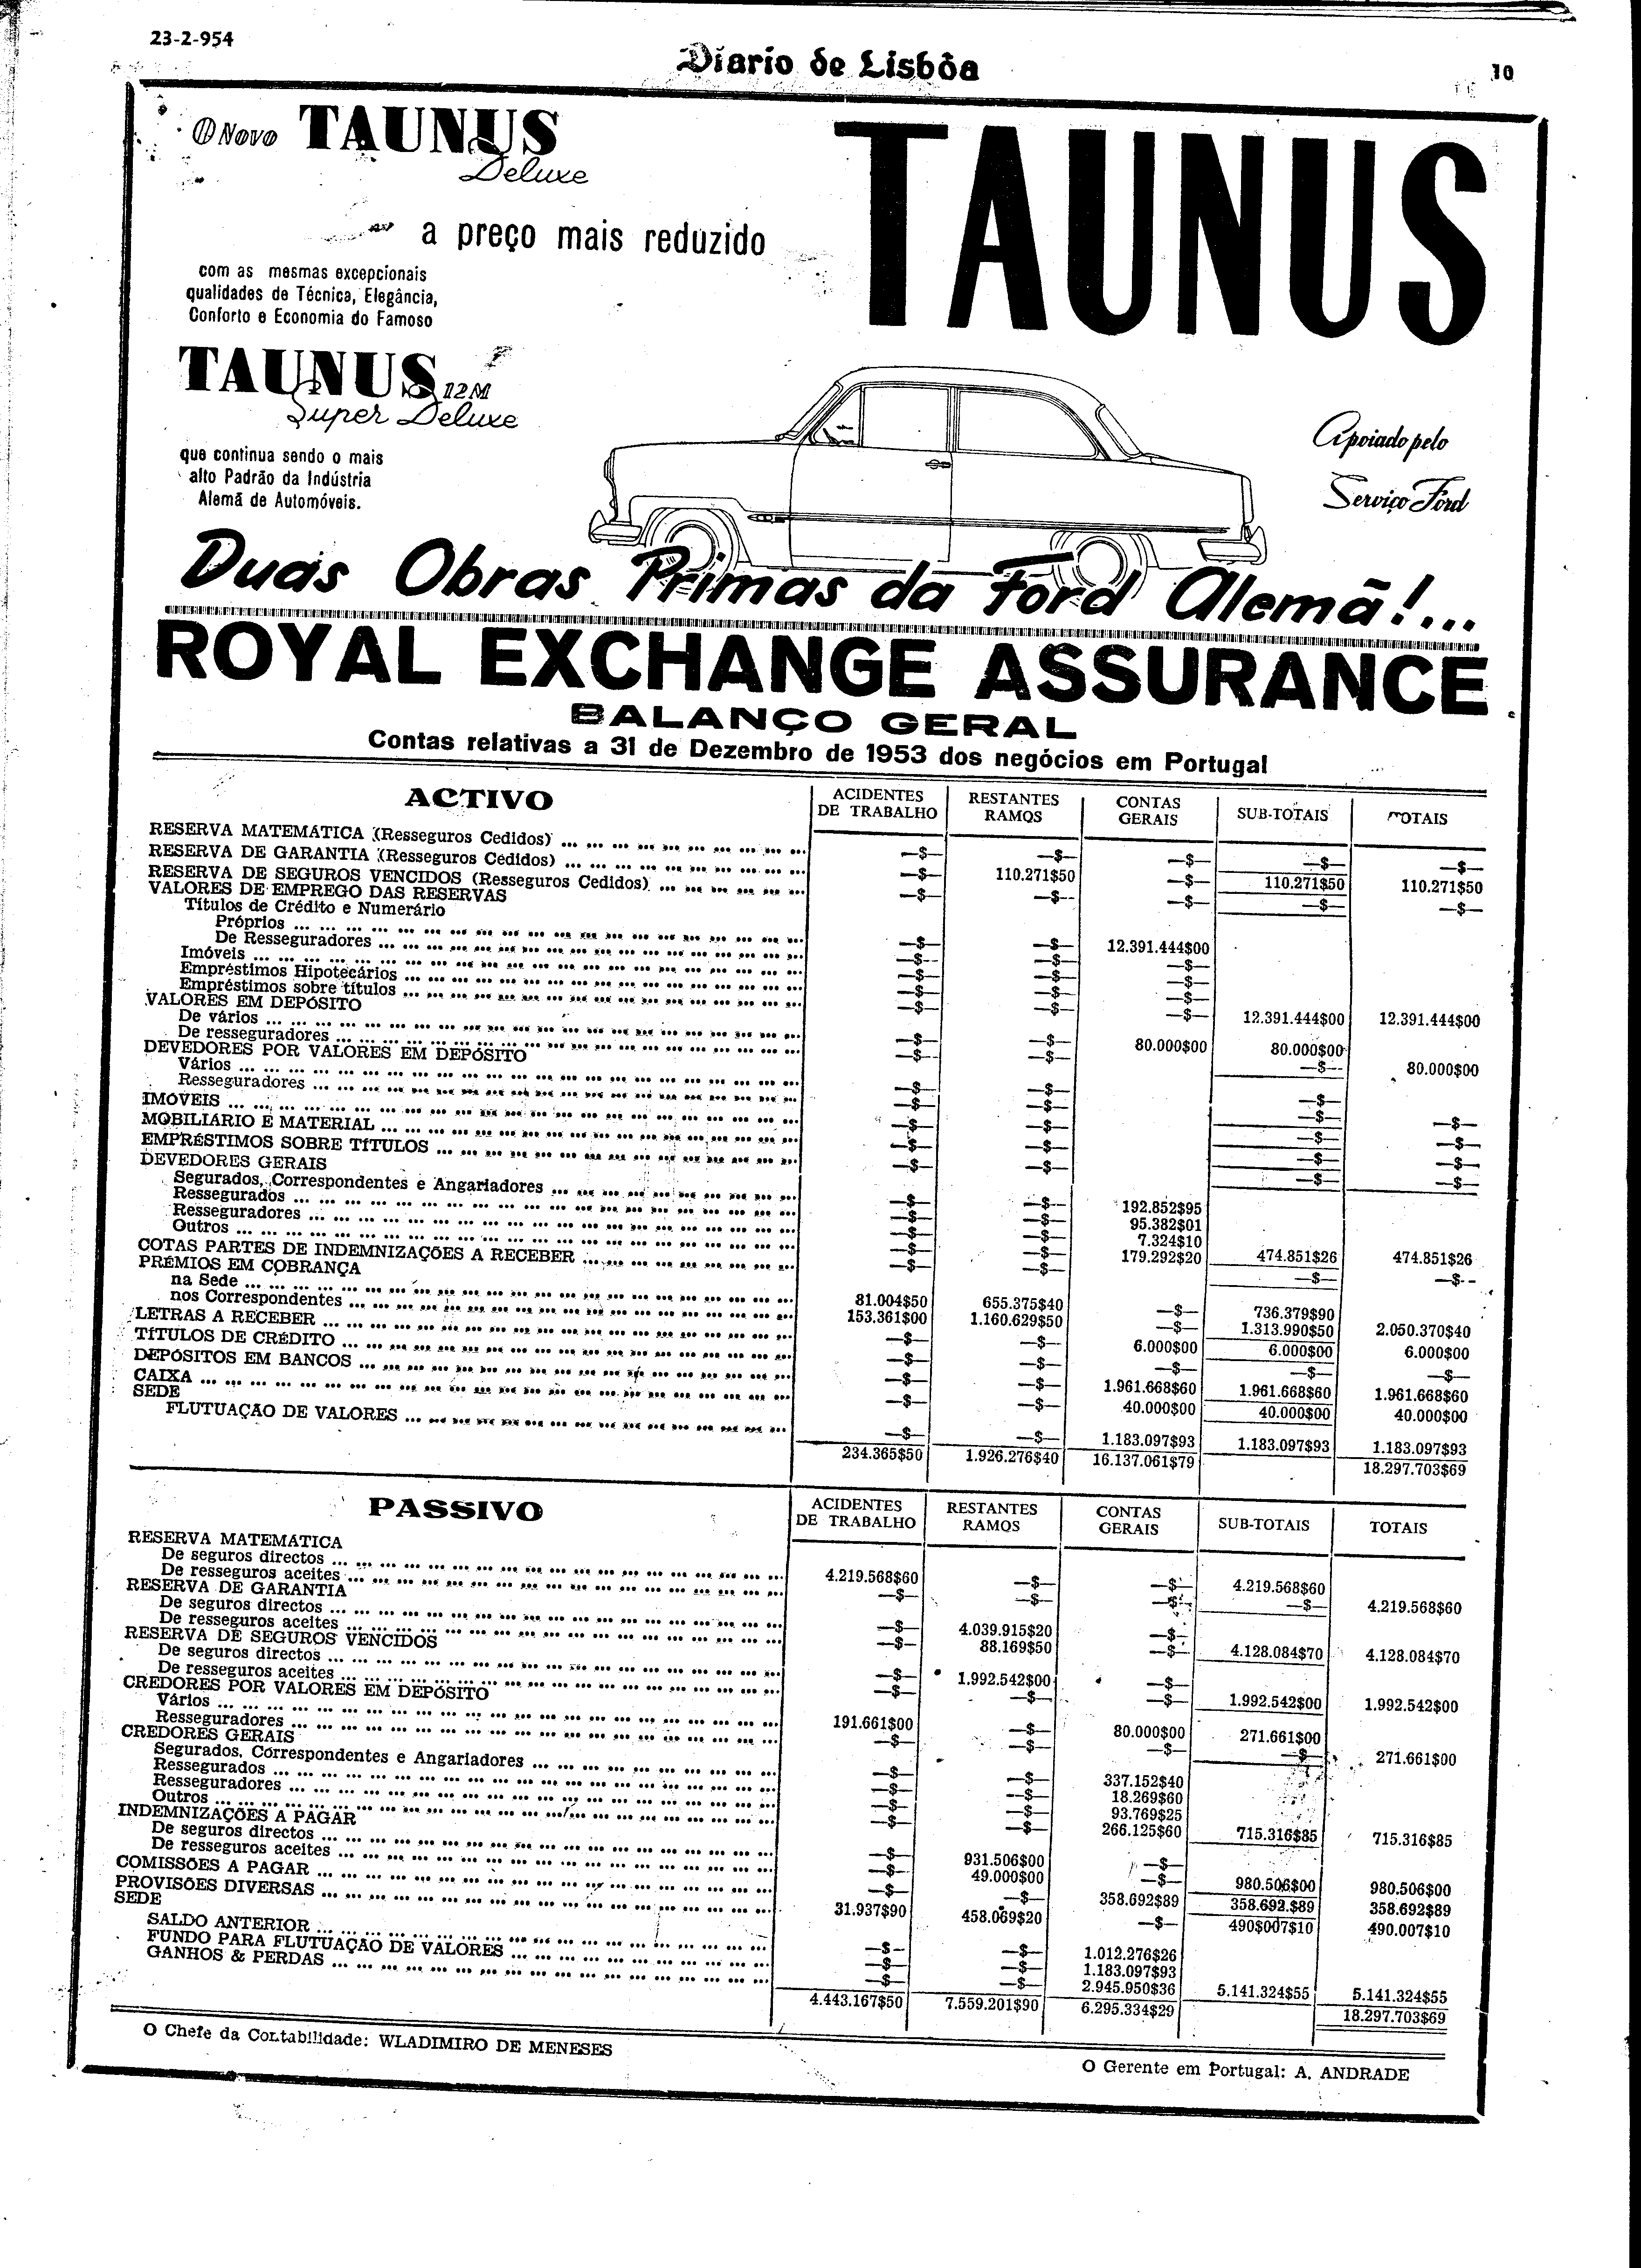 23-2-954
Diario de Lisbôa
10
O Novo TAUNUS
Deluxe
TAUNUS
a preço mais reduzido
com as mesmas excepcionais
qualidades de Técnica, Elegância,
Conforto e Economia do Famoso
TAUNUS 12M
Super Deluxe
que continua sendo o mais
alto Padrão da Indústria
Alemã de Automóveis.
Apoiado pelo
Serviço Ford
Duas Obras Primas da Ford Alemã!...
ROYAL EXCHANGE ASSURANCE
BALANÇO GERAL
Contas relativas a 31 de Dezembro de 1953 dos negócios em Portugal
ACTIVO ACIDENTES DE TRABALHO RESTANTES RAMOS CONTAS GERAIS SUB-TOTAIS TOTAIS
RESERVA MATEMÁTICA (Resseguros Cedidos) ... —$— —$— —$— —$— —$—
RESERVA DE GARANTIA (Resseguros Cedidos) ... —$— 110.271$50 —$— 110.271$50 110.271$50
RESERVA DE SEGUROS VENCIDOS (Resseguros Cedidos) ... —$— —$— —$— —$— —$—
VALORES DE EMPREGO DAS RESERVAS
Títulos de Crédito e Numerário
Próprios ... —$— —$— 12.391.444$00
De Resseguradores ... —$— —$— —$—
Imóveis ... —$— —$— —$—
Empréstimos Hipotecários ... —$— —$— —$—
Empréstimos sobre títulos ... —$— —$— —$— 12.391.444$00 12.391.444$00
VALORES EM DEPÓSITO
De vários ... —$— —$— 80.000$00 80.000$00
De resseguradores ... —$— —$— —$— 80.000$00
DEVEDORES POR VALORES EM DEPÓSITO
Vários ... —$— —$— —$—
Resseguradores ... —$— —$— —$— —$—
IMÓVEIS ... —$— —$— —$— —$—
MOBILIÁRIO E MATERIAL ... —$— —$— —$— —$—
EMPRÉSTIMOS SOBRE TÍTULOS ... —$— —$— —$— —$—
DEVEDORES GERAIS
Segurados, Correspondentes e Angariadores ... —$— —$— 192.852$95
Ressegurados ... —$— —$— 95.382$01
Resseguradores ... —$— —$— 7.324$10
Outros ... —$— —$— 179.292$20 474.851$26 474.851$26
COTAS PARTES DE INDEMNIZAÇÕES A RECEBER ... —$— —$— —$— —$—
PRÉMIOS EM COBRANÇA
na Sede ... 81.004$50 655.375$40 —$— 736.379$90
nos Correspondentes ... 153.361$00 1.160.629$50 —$— 1.313.990$50 2.050.370$40
LETRAS A RECEBER ... —$— —$— 6.000$00 6.000$00 6.000$00
TÍTULOS DE CRÉDITO ... —$— —$— —$— —$— —$—
DEPÓSITOS EM BANCOS ... —$— —$— 1.961.668$60 1.961.668$60 1.961.668$60
CAIXA ... —$— —$— 40.000$00 40.000$00 40.000$00
SEDE
FLUTUAÇÃO DE VALORES ... —$— —$— 1.183.097$93 1.183.097$93 1.183.097$93
234.365$50 1.926.276$40 16.137.061$79 18.297.703$69
PASSIVO ACIDENTES DE TRABALHO RESTANTES RAMOS CONTAS GERAIS SUB-TOTAIS TOTAIS
RESERVA MATEMÁTICA
De seguros directos ... 4.219.568$60 —$— —$— 4.219.568$60
De resseguros aceites ... —$— —$— —$— —$— 4.219.568$60
RESERVA DE GARANTIA
De seguros directos ... —$— 4.039.915$20 —$—
De resseguros aceites ... —$— 88.169$50 —$— 4.128.084$70 4.128.084$70
RESERVA DE SEGUROS VENCIDOS
De seguros directos ... —$— 1.992.542$00 —$—
De resseguros aceites ... —$— —$— —$— 1.992.542$00 1.992.542$00
CREDORES POR VALORES EM DEPÓSITO
Vários ... 191.661$00 —$— 80.000$00 271.661$00
Resseguradores ... —$— —$— —$— —$— 271.661$00
CREDORES GERAIS
Segurados, Correspondentes e Angariadores ... —$— —$— 337.152$40
Ressegurados ... —$— —$— 18.269$60
Resseguradores ... —$— —$— 93.769$25
Outros ... —$— —$— 266.125$60 715.316$85 715.316$85
INDEMNIZAÇÕES A PAGAR
De seguros directos ... —$— 931.506$00 —$—
De resseguros aceites ... —$— 49.000$00 —$— 980.506$00 980.506$00
COMISSÕES A PAGAR ... —$— —$— 358.692$89 358.692.$89 358.692$89
PROVISÕES DIVERSAS ... 31.937$90 458.069$20 —$— 490$007$10 490.007$10
SEDE
SALDO ANTERIOR ... —$— —$— 1.012.276$26
FUNDO PARA FLUTUAÇÃO DE VALORES ... —$— —$— 1.183.097$93
GANHOS & PERDAS ... —$— —$— 2.945.950$36 5.141.324$55 5.141.324$55
4.443.167$50 7.559.201$90 6.295.334$29 18.297.703$69
O Chefe da Contabilidade: WLADIMIRO DE MENESES
O Gerente em Portugal: A. ANDRADE